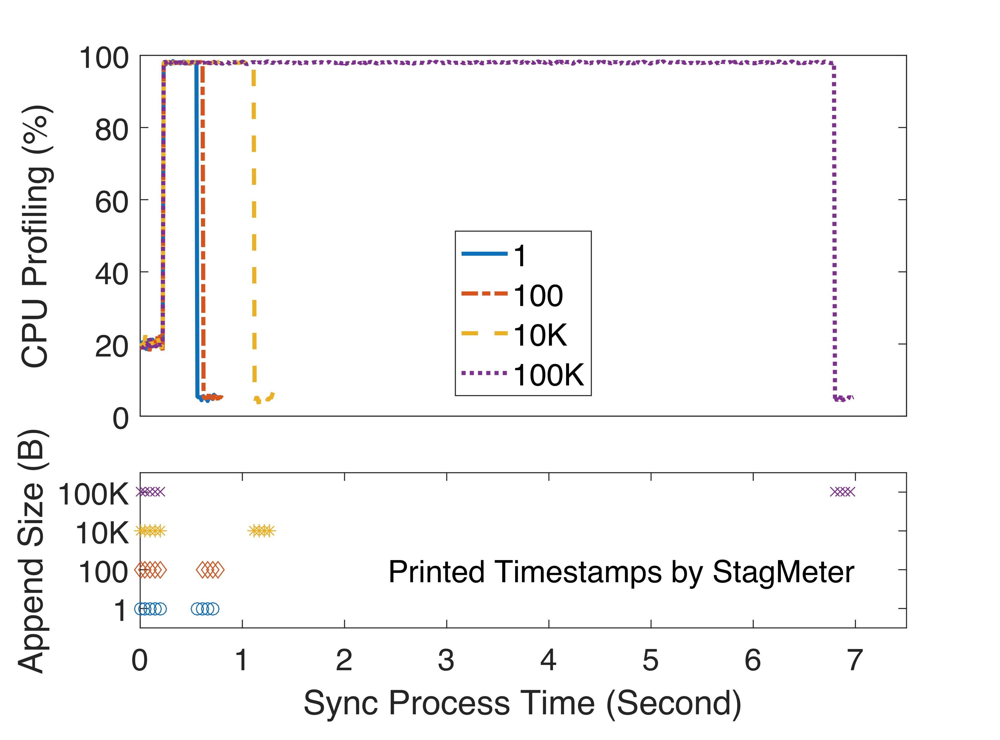 CPU Profiling (%)
100
80
60
40
20
0
1
100
10K
100K
Append Size (B)
100K
10K
100
1
Printed Timestamps by StagMeter
0 1 2 3 4 5 6 7
Sync Process Time (Second)